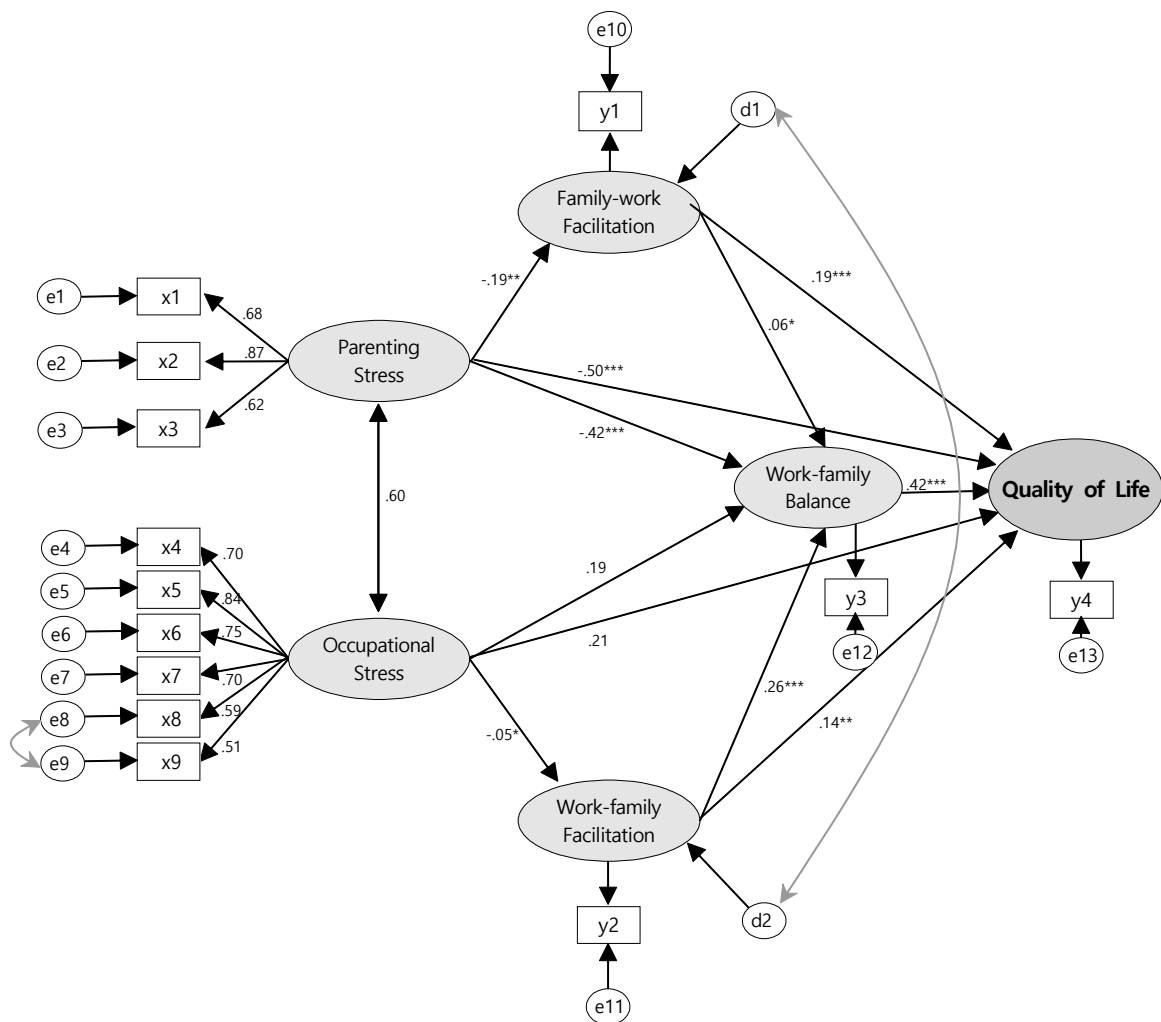 e10
y1
d1
Family-work
Facilitation
-.19**
.19***
e1
x1
.68
.06*
e2
x2
.87
Parenting
Stress
-.50***
e3
x3
.62
-.42***
Work-family
Balance
.42***
Quality of Life
.60
e4
x4
.70
e5
x5
.84
.19
y3
y4
e6
x6
.75
Occupational
Stress
.21
e12
e13
e7
x7
.70
e8
x8
.59
.26***
.14**
e9
x9
.51
-.05*
Work-family
Facilitation
y2
d2
e11